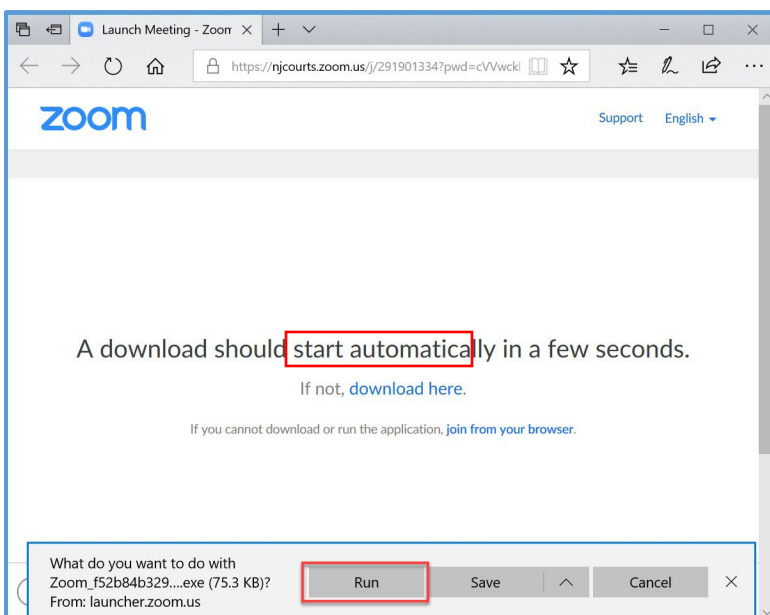 Launch Meeting - Zoom
https://njcourts.zoom.us/j/291901334?pwd=cVVwckl
zoom
Support English
A download should start automatically in a few seconds.
If not, download here.
If you cannot download or run the application, join from your browser.
What do you want to do with
Zoom_f52b84b329....exe (75.3 KB)?
From: launcher.zoom.us
Run Save Cancel